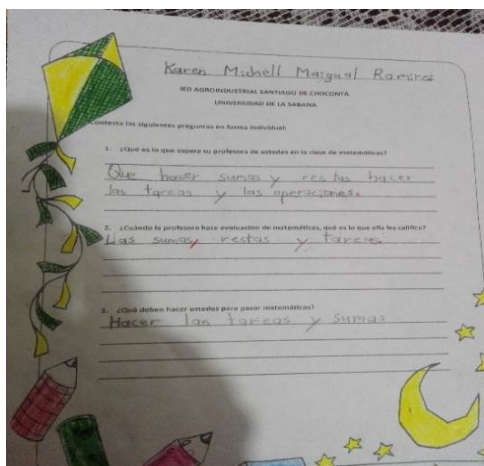 Karen Michell Maigual Ramirez
IED AGROINDUSTRIAL SANTIAGO DE CHOCONTÁ
UNIVERSIDAD DE LA SABANA
Contesta las siguientes preguntas en forma individual:
1. ¿Qué es lo que espera su profesora de ustedes en la clase de matemáticas?
Que hacer sumas y restas hacer
las tareas y las operaciones.
2. ¿Cuándo la profesora hace evaluación de matemáticas, qué es lo que ella les califica?
Las sumas, restas y tareas.
3. ¿Qué deben hacer ustedes para pasar matemáticas?
Hacer las tareas y sumas